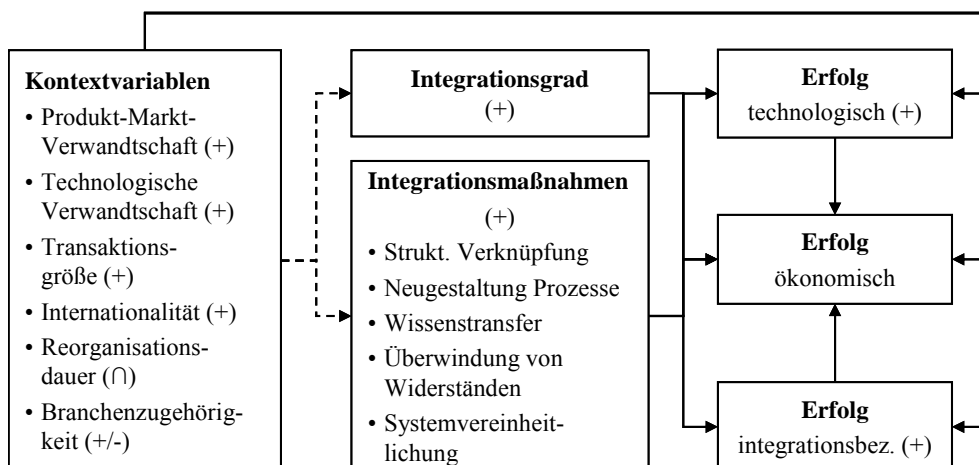 Kontextvariablen
• Produkt-Markt-
Verwandtschaft (+)
• Technologische
Verwandtschaft (+)
• Transaktions-
größe (+)
• Internationalität (+)
• Reorganisations-
dauer (∩)
• Branchenzugehörig-
keit (+/-)
Integrationsgrad
(+)
Integrationsmaßnahmen
(+)
• Strukt. Verknüpfung
• Neugestaltung Prozesse
• Wissenstransfer
• Überwindung von
Widerständen
• Systemvereinheit-
lichung
Erfolg
technologisch (+)
Erfolg
ökonomisch
Erfolg
integrationsbez. (+)